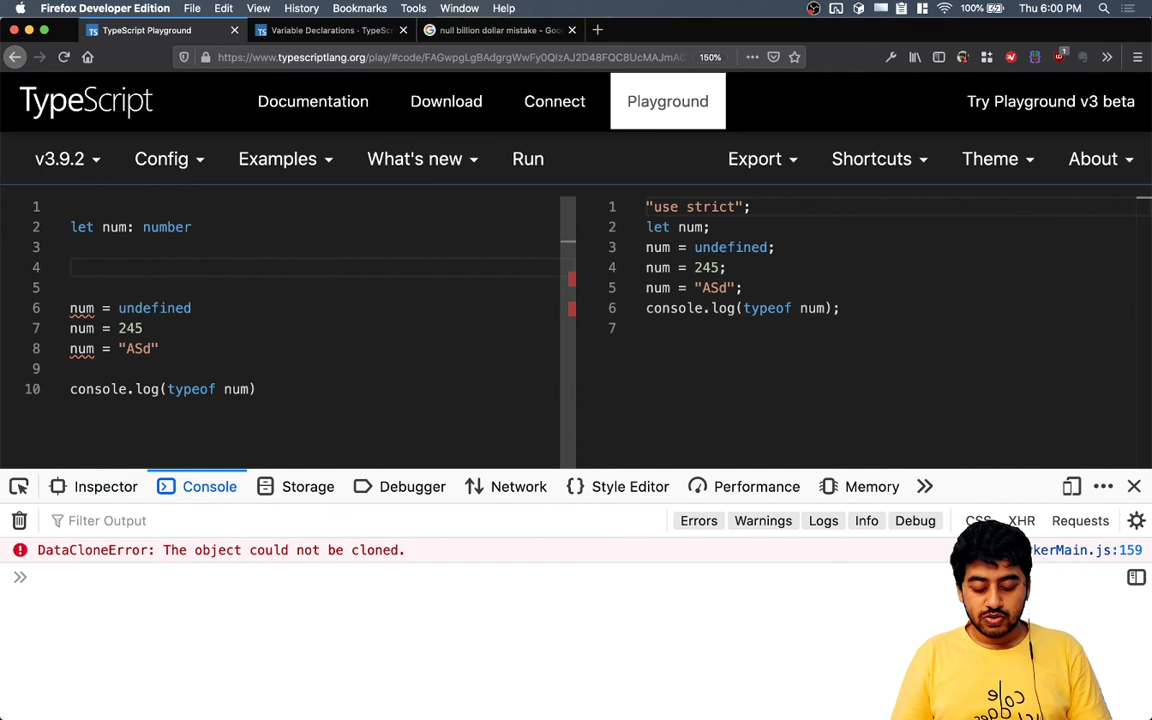 Firefox Developer Edition File Edit View History Bookmarks Tools Window Help 100% Thu 6:00 PM
TS TypeScript Playground TS Variable Declarations - TypeSc null billion dollar mistake - Goo
https://www.typescriptlang.org/play/#code/FAGwpgLgBAdgrgWwFy0QIzAJ2D48FQC8UcMAJmAG 150% 1
TypeScript Documentation Download Connect Playground Try Playground v3 beta
v3.9.2 Config Examples What's new Run Export Shortcuts Theme About
1
2 let num: number
3
4
5
6 num = undefined
7 num = 245
8 num = "ASd"
9
10 console.log(typeof num)
1 "use strict";
2 let num;
3 num = undefined;
4 num = 245;
5 num = "ASd";
6 console.log(typeof num);
7
Inspector Console Storage Debugger Network Style Editor Performance Memory
Filter Output Errors Warnings Logs Info Debug CSS XHR Requests
DataCloneError: The object could not be cloned. rkerMain.js:159